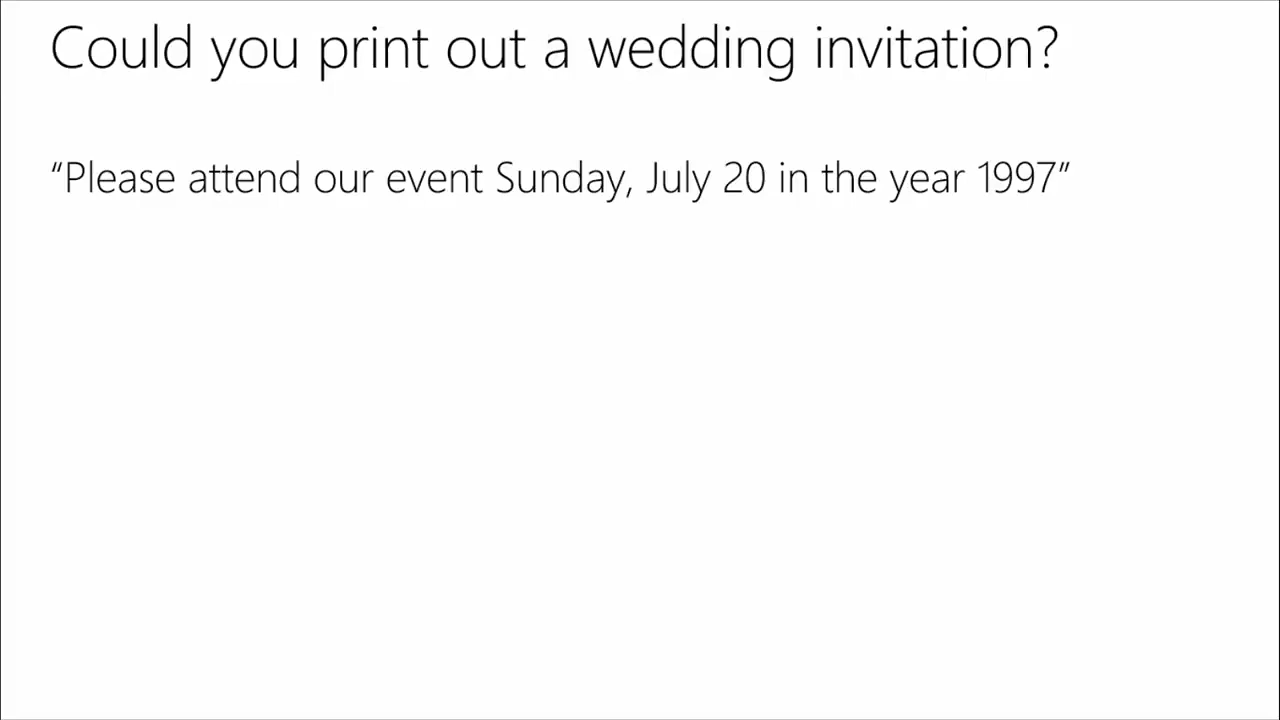 Could you print out a wedding invitation?
“Please attend our event Sunday, July 20 in the year 1997”